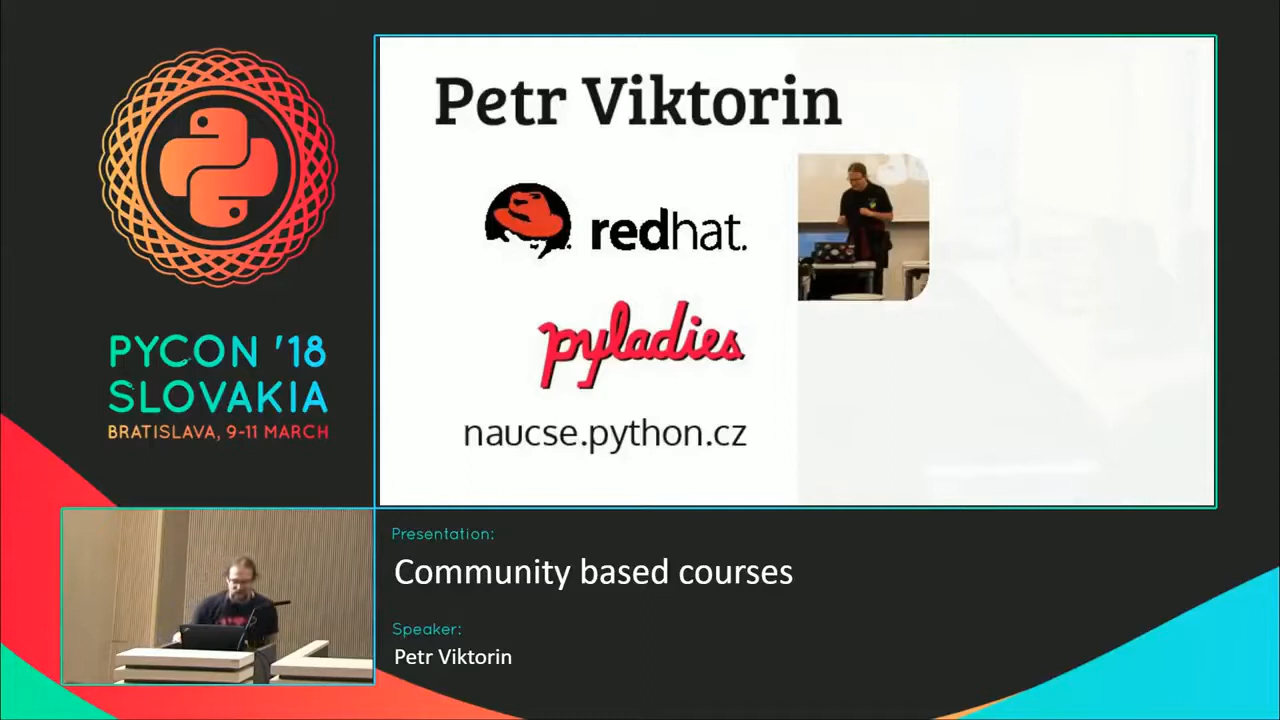 PYCON '18
SLOVAKIA
BRATISLAVA, 9-11 MARCH
Petr Viktorin
redhat.
pyladies
naucse.python.cz
Presentation:
Community based courses
Speaker:
Petr Viktorin